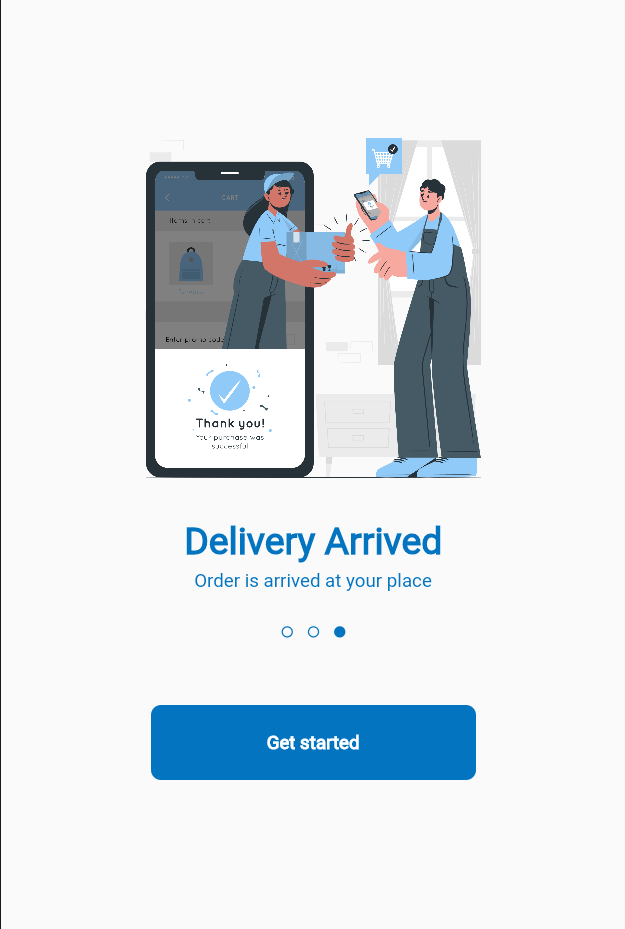 CART
Items in cart
Enter promo code
Thank you!
Your purchase was
successful
Delivery Arrived
Order is arrived at your place
Get started